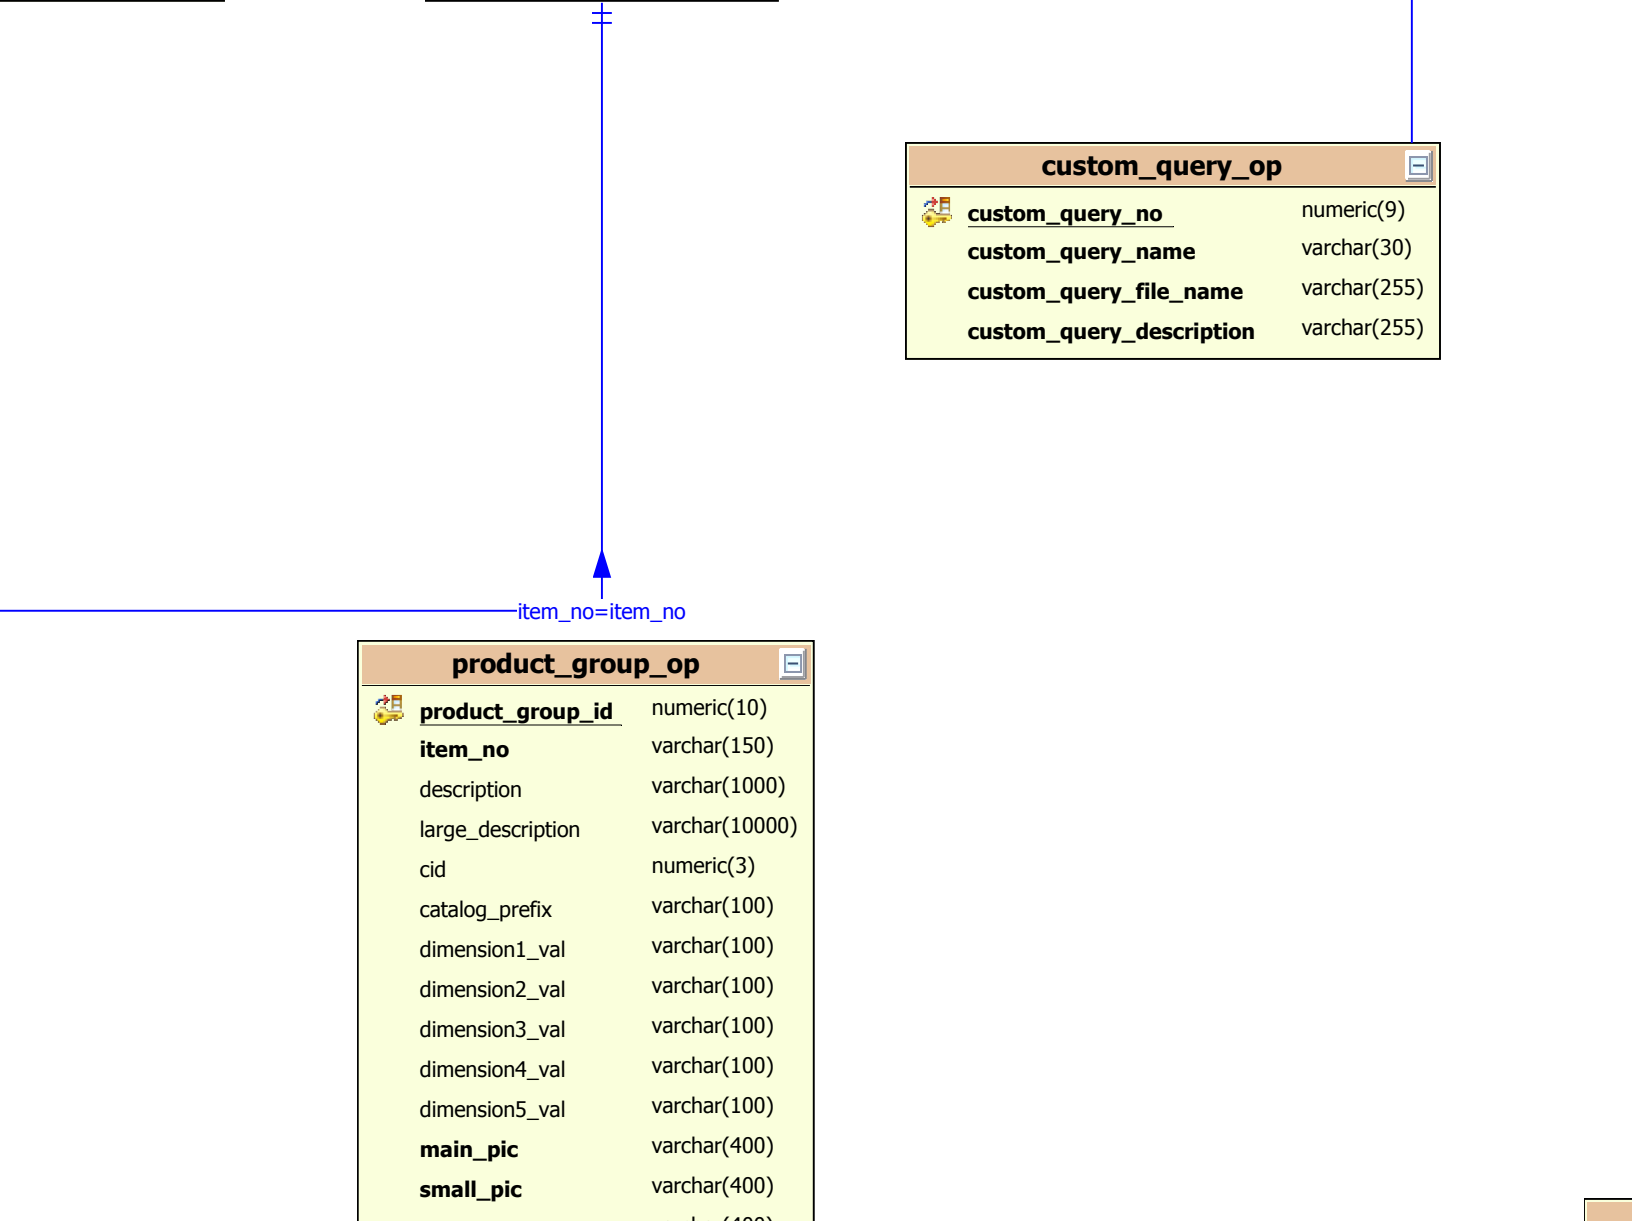 custom_query_op
custom_query_no numeric(9)
custom_query_name varchar(30)
custom_query_file_name varchar(255)
custom_query_description varchar(255)
item_no=item_no
product_group_op
product_group_id numeric(10)
item_no varchar(150)
description varchar(1000)
large_description varchar(10000)
cid numeric(3)
catalog_prefix varchar(100)
dimension1_val varchar(100)
dimension2_val varchar(100)
dimension3_val varchar(100)
dimension4_val varchar(100)
dimension5_val varchar(100)
main_pic varchar(400)
small_pic varchar(400)